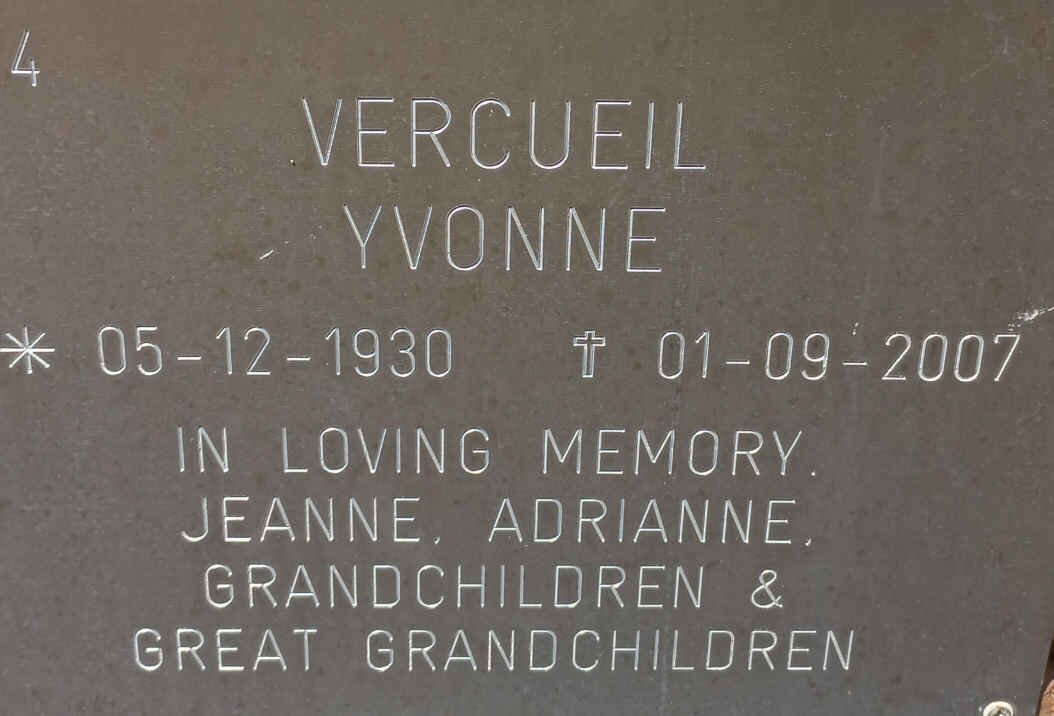 4
VERCUEIL
YVONNE
* 05-12-1930 ✝ 01-09-2007
IN LOVING MEMORY.
JEANNE, ADRIANNE,
GRANDCHILDREN &
GREAT GRANDCHILDREN